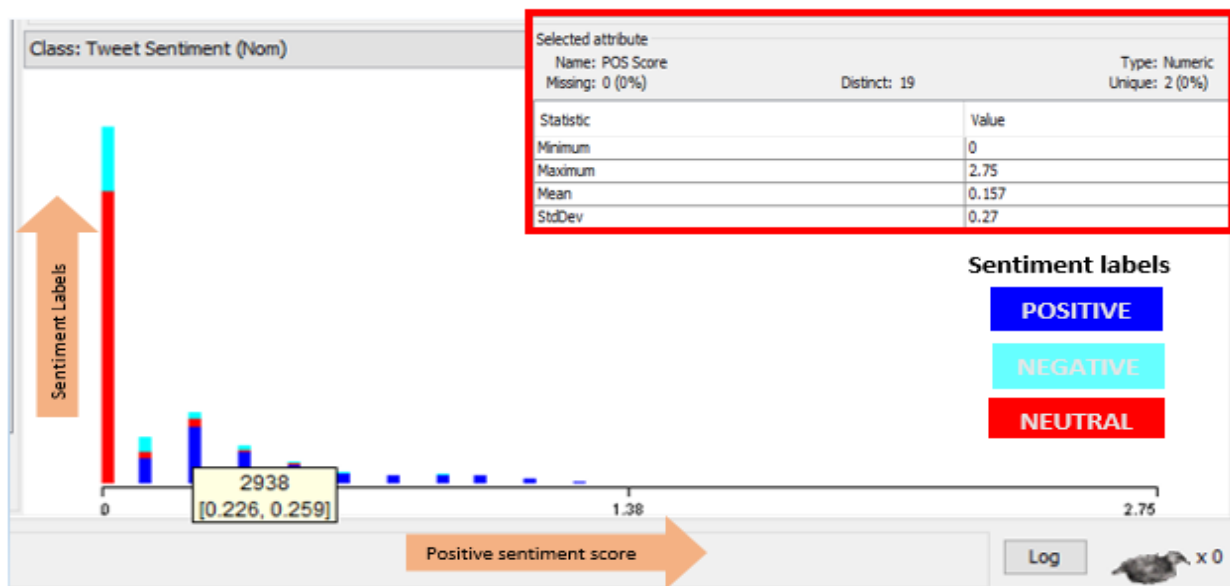 Class: Tweet Sentiment (Nom)
Selected attribute
Name: POS Score Type: Numeric
Missing: 0 (0%) Distinct: 19 Unique: 2 (0%)
Statistic Value
Minimum 0
Maximum 2.75
Mean 0.157
StdDev 0.27
Sentiment labels
POSITIVE
NEGATIVE
NEUTRAL
Sentiment Labels
2938
[0.226, 0.259]
0 1.38 2.75
Positive sentiment score
Log x 0